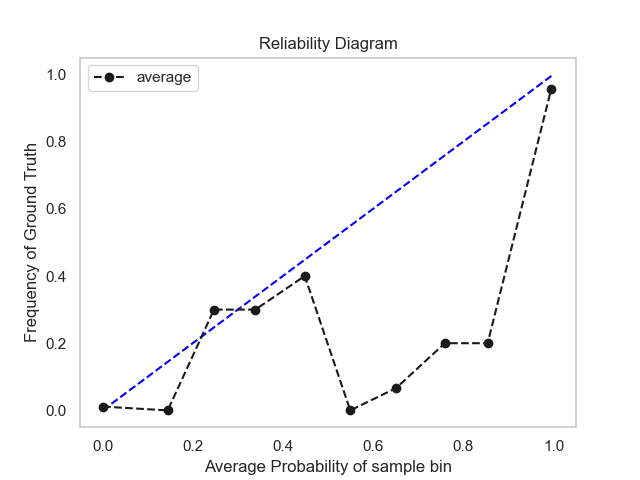 Reliability Diagram
average
Frequency of Ground Truth
1.0
0.8
0.6
0.4
0.2
0.0
0.0 0.2 0.4 0.6 0.8 1.0
Average Probability of sample bin